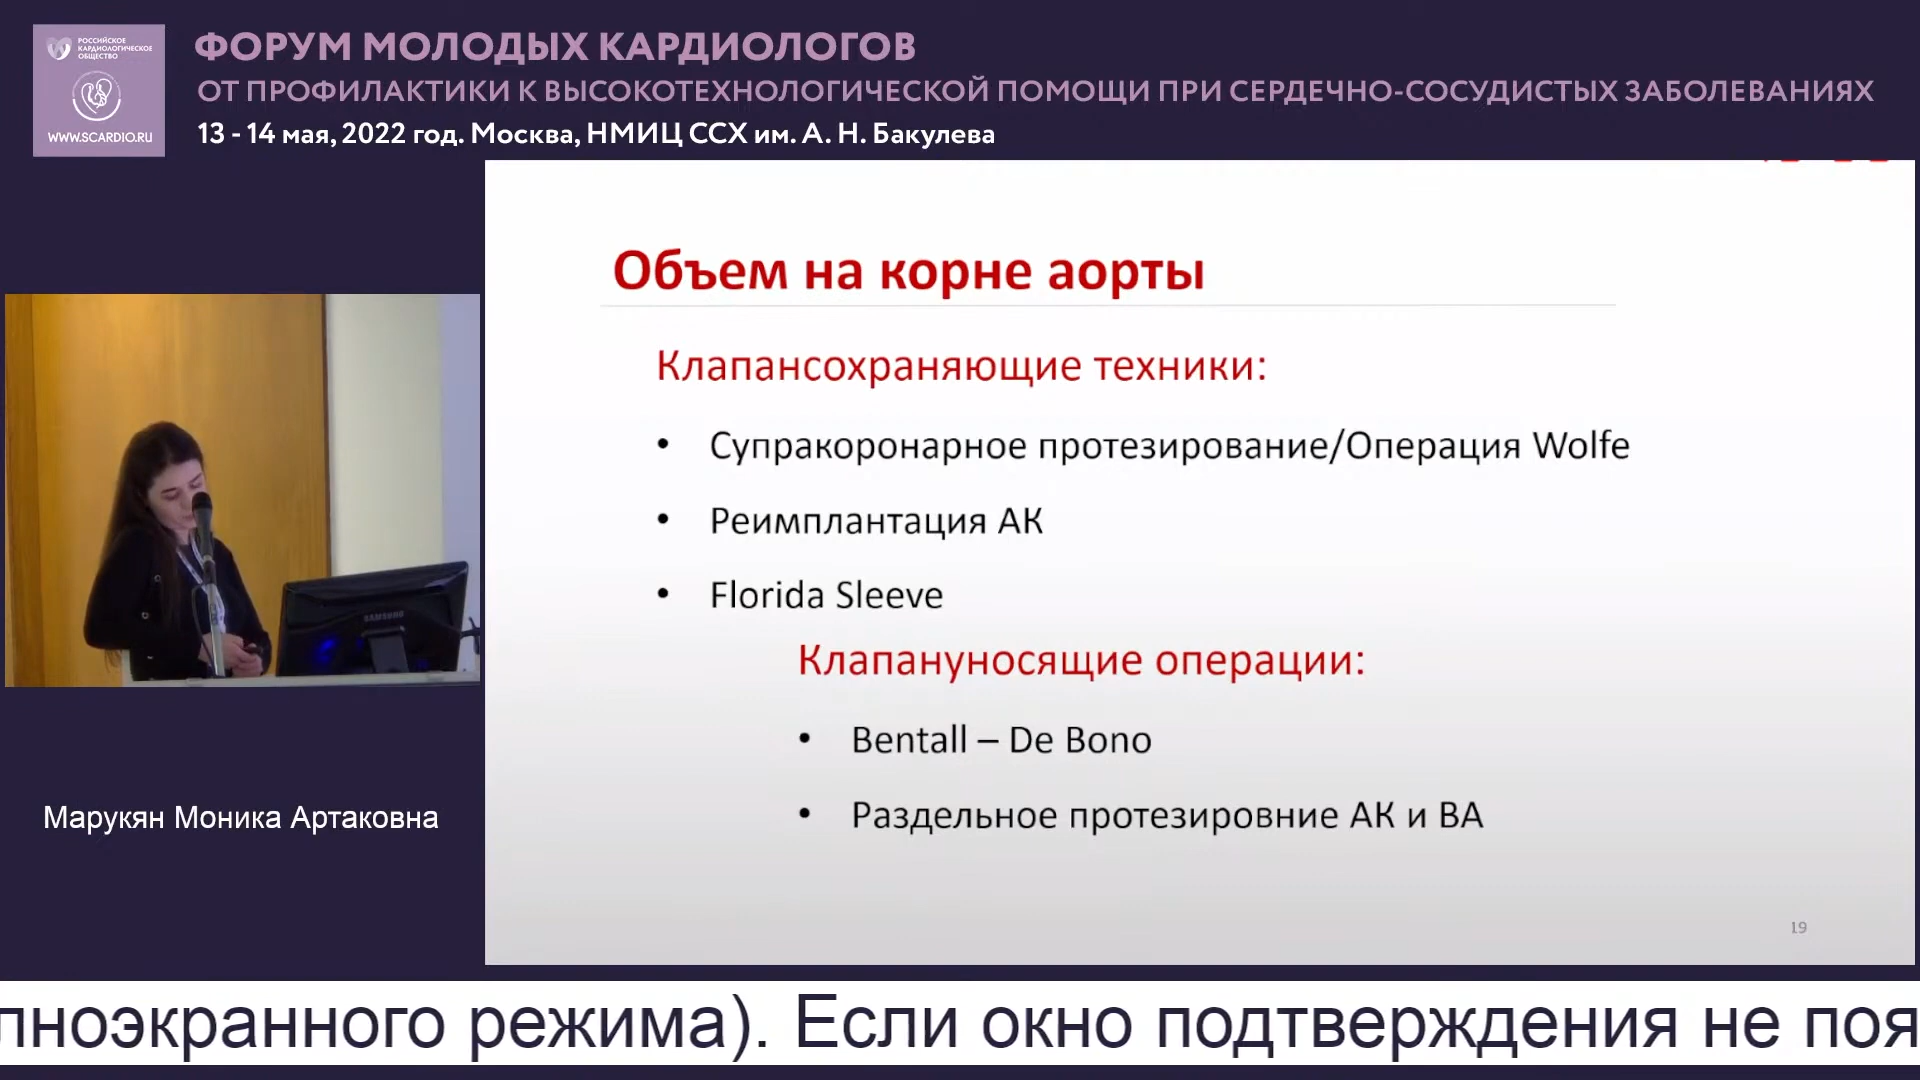 РОССИЙСКОЕ
КАРДИОЛОГИЧЕСКОЕ
ОБЩЕСТВО
WWW.SCARDIO.RU
ФОРУМ МОЛОДЫХ КАРДИОЛОГОВ
ОТ ПРОФИЛАКТИКИ К ВЫСОКОТЕХНОЛОГИЧЕСКОЙ ПОМОЩИ ПРИ СЕРДЕЧНО-СОСУДИСТЫХ ЗАБОЛЕВАНИЯХ
13 - 14 мая, 2022 год. Москва, НМИЦ ССХ им. А. Н. Бакулева
Объем на корне аорты
Клапансохраняющие техники:
• Супракоронарное протезирование/Операция Wolfe
• Реимплантация АК
• Florida Sleeve
Клапануносящие операции:
• Bentall – De Bono
• Раздельное протезировние АК и ВА
19
SAMSUNG
Марукян Моника Артаковна
лноэкранного режима). Если окно подтверждения не поя